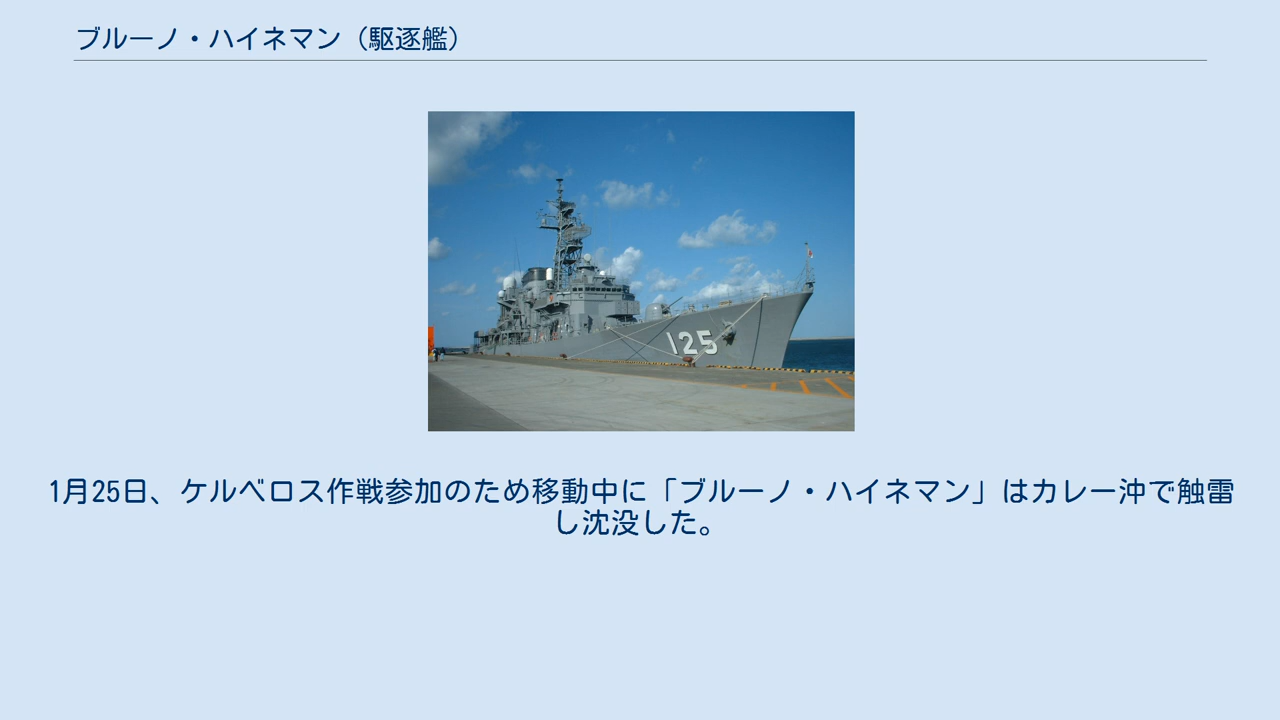 ブルーノ・ハイネマン（駆逐艦）
125
1月25日、ケルベロス作戦参加のため移動中に「ブルーノ・ハイネマン」はカレー沖で触雷
し沈没した。